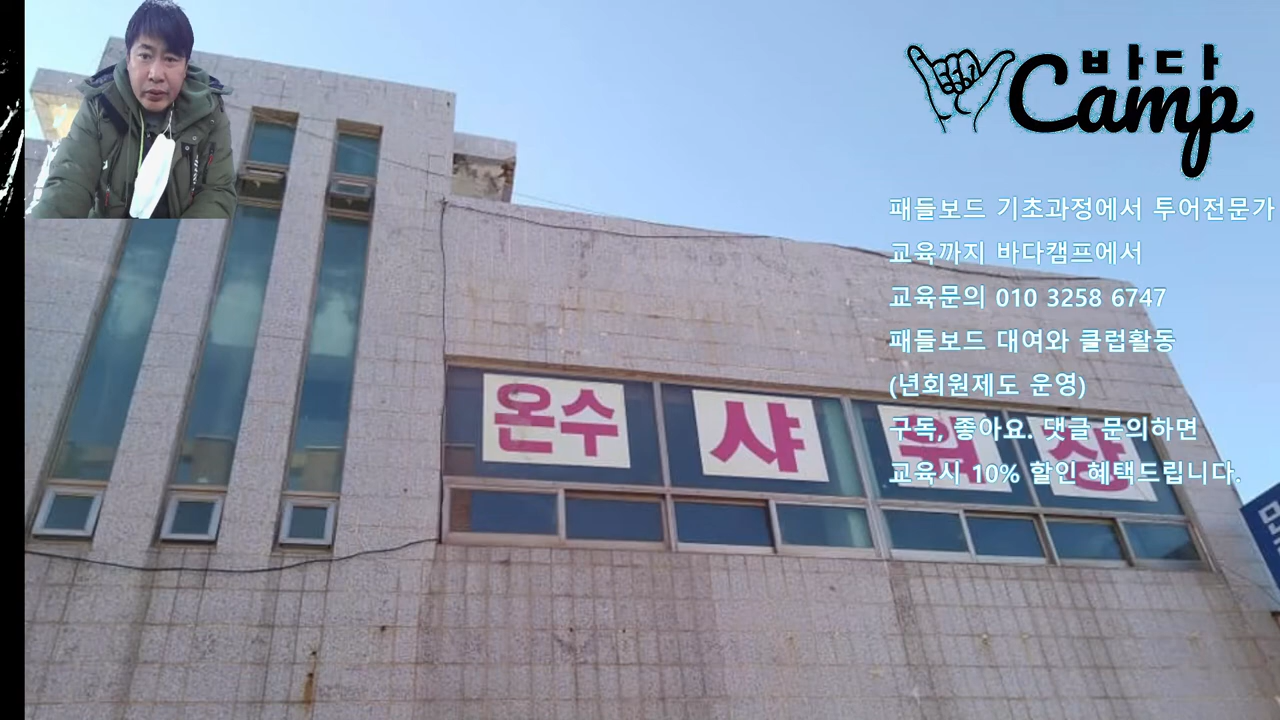 바다
Camp
패들보드 기초과정에서 투어전문가
교육까지 바다캠프에서
교육문의 010 3258 6747
패들보드 대여와 클럽활동
(년회원제도 운영)
구독, 좋아요. 댓글 문의하면
교육시 10% 할인 혜택드립니다.
온수 샤워장